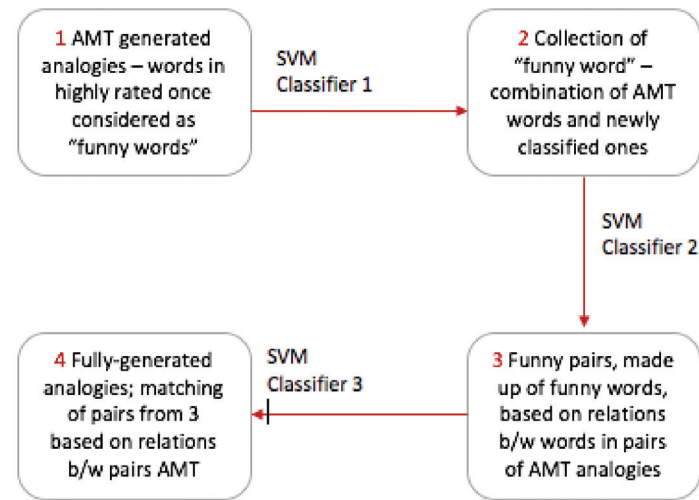 1 AMT generated
analogies – words in
highly rated once
considered as
“funny words”
SVM
Classifier 1
2 Collection of
“funny word” –
combination of AMT
words and newly
classified ones
SVM
Classifier 2
3 Funny pairs, made
up of funny words,
based on relations
b/w words in pairs
of AMT analogies
SVM
Classifier 3
4 Fully-generated
analogies; matching
of pairs from 3
based on relations
b/w pairs AMT